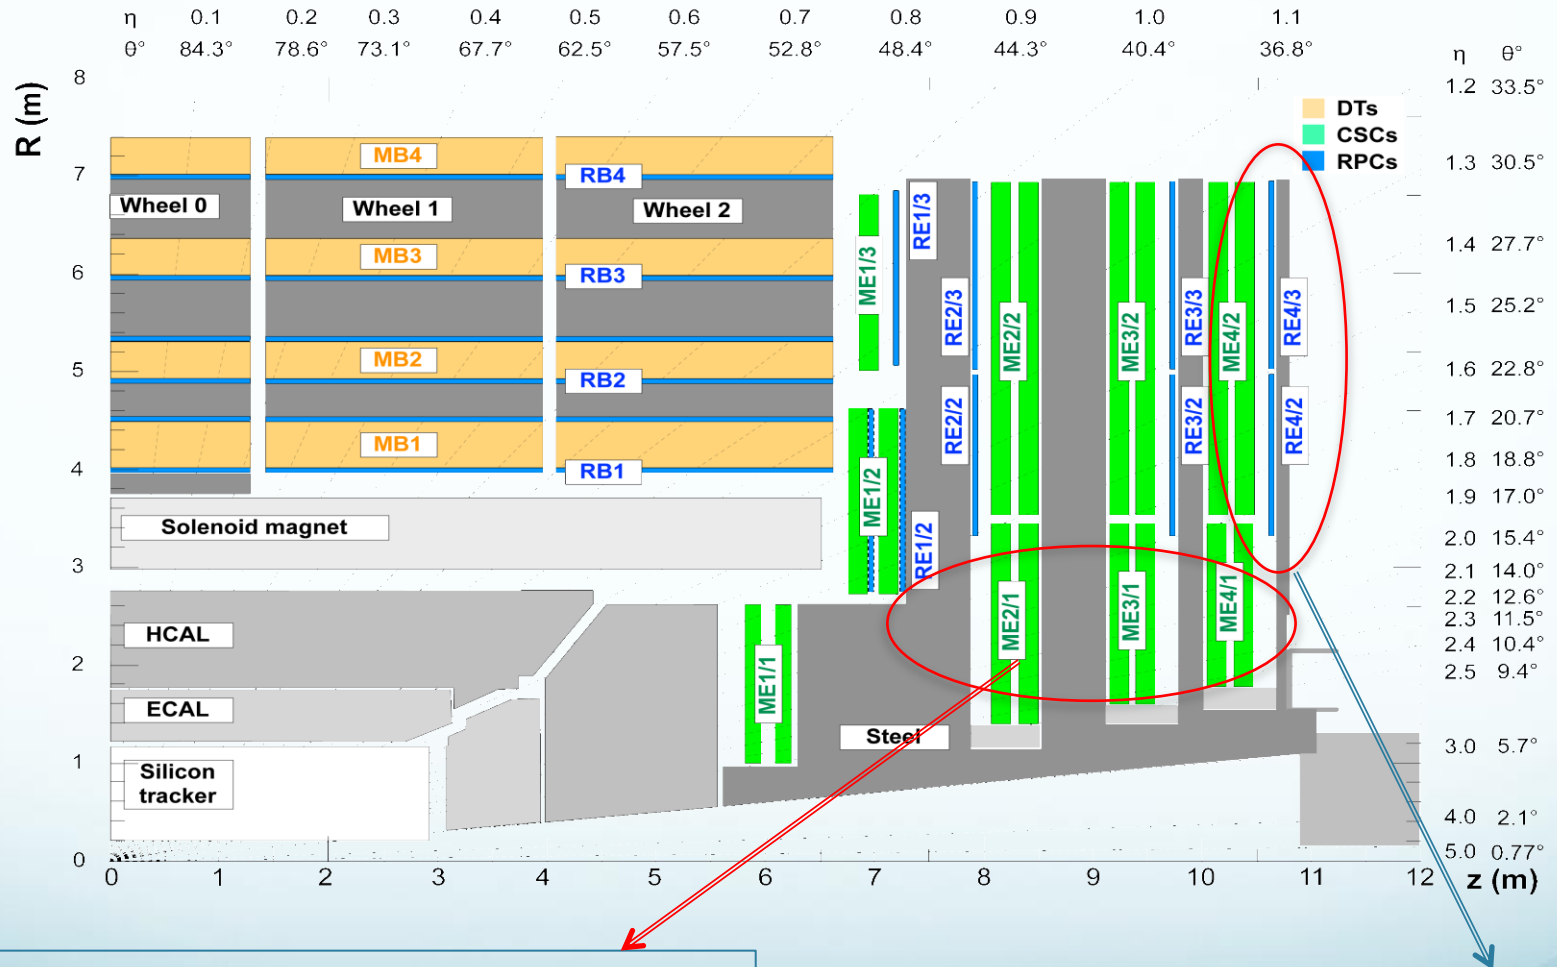 η 0.1 0.2 0.3 0.4 0.5 0.6 0.7 0.8 0.9 1.0 1.1
θ° 84.3° 78.6° 73.1° 67.7° 62.5° 57.5° 52.8° 48.4° 44.3° 40.4° 36.8°
η θ°
1.2 33.5°
1.3 30.5°
1.4 27.7°
1.5 25.2°
1.6 22.8°
1.7 20.7°
1.8 18.8°
1.9 17.0°
2.0 15.4°
2.1 14.0°
2.2 12.6°
2.3 11.5°
2.4 10.4°
2.5 9.4°
3.0 5.7°
4.0 2.1°
5.0 0.77°
R (m)
8
7
6
5
4
3
2
1
0
DTs
CSCs
RPCs
MB4
RB4
Wheel 0
Wheel 1
Wheel 2
MB3
RB3
MB2
RB2
MB1
RB1
Solenoid magnet
HCAL
ECAL
Silicon
tracker
Steel
ME1/3
RE1/3
ME1/2
RE1/2
ME1/1
RE2/3
RE2/2
ME2/2
ME2/1
ME3/2
ME3/1
RE3/3
RE3/2
ME4/2
ME4/1
RE4/3
RE4/2
0 1 2 3 4 5 6 7 8 9 10 11 12
z (m)